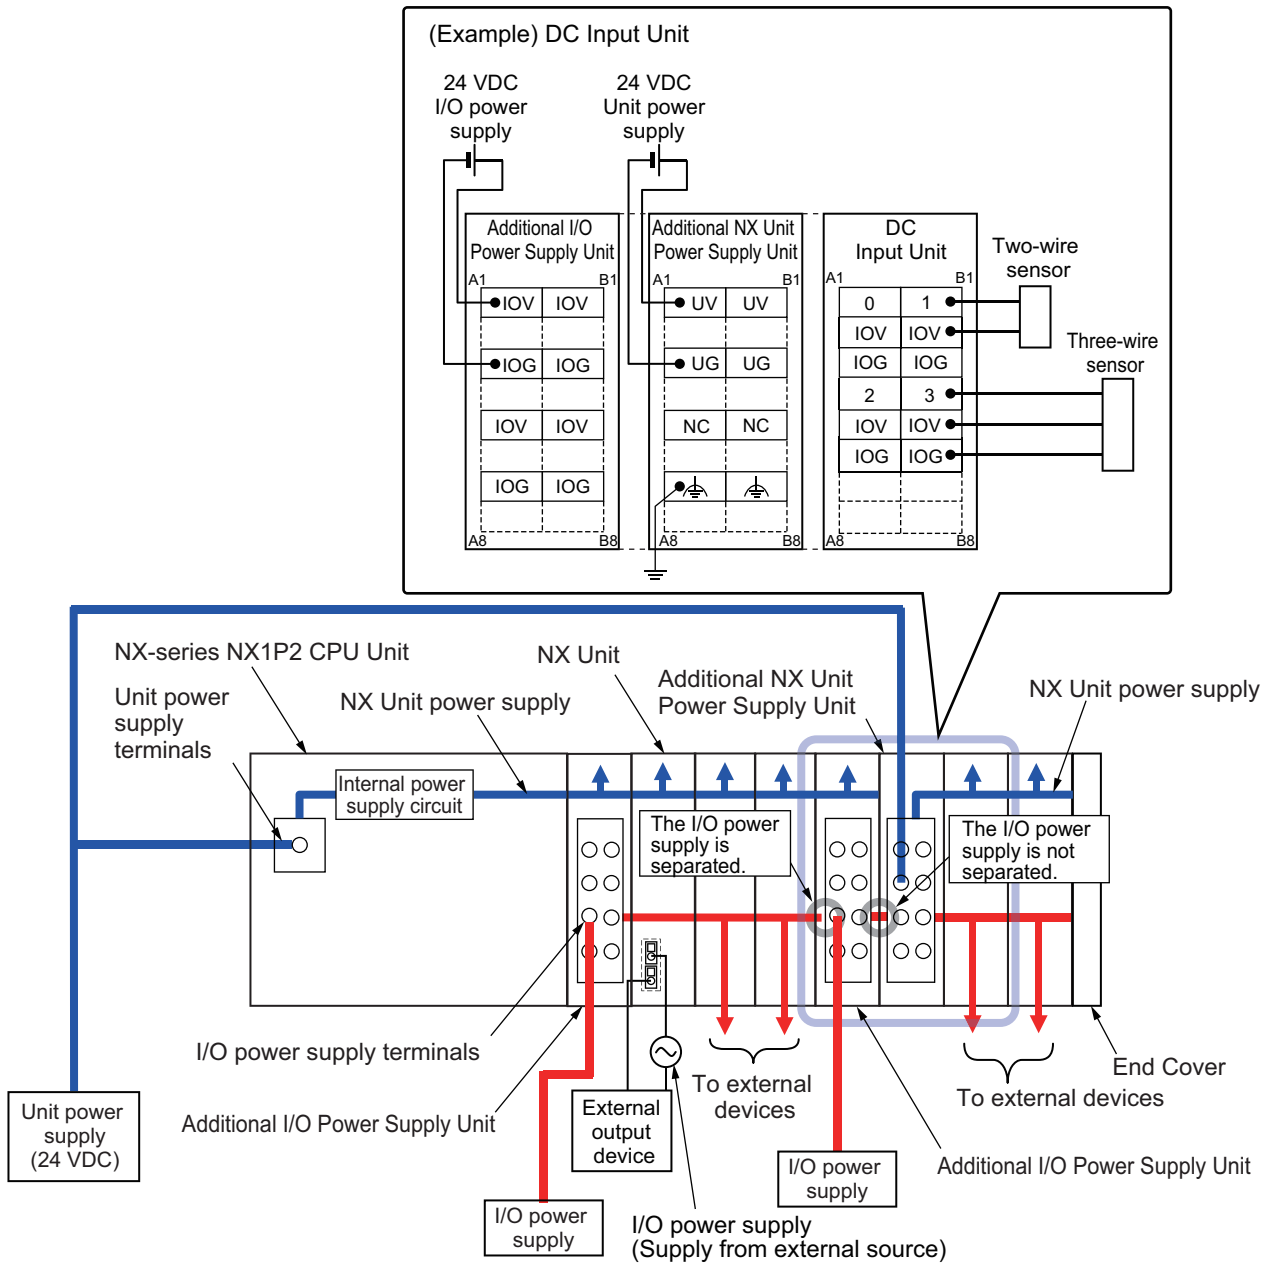 (Example) DC Input Unit
24 VDC
I/O power
supply
24 VDC
Unit power
supply
Additional I/O
Power Supply Unit
A1
B1
IOV IOV
IOG IOG
IOV IOV
IOG IOG
A8
B8
Additional NX Unit
Power Supply Unit
A1
B1
UV UV
UG UG
NC NC
A8
B8
DC
Input Unit
A1
B1
0 1
IOV IOV
IOG IOG
2 3
IOV IOV
IOG IOG
A8
B8
Two-wire
sensor
Three-wire
sensor
NX-series NX1P2 CPU Unit
Unit power
supply
terminals
NX Unit power supply
NX Unit
Additional NX Unit
Power Supply Unit
NX Unit power supply
Internal power
supply circuit
The I/O power
supply is
separated.
The I/O power
supply is not
separated.
I/O power supply terminals
Additional I/O Power Supply Unit
Unit power
supply
(24 VDC)
I/O power
supply
External
output
device
I/O power supply
(Supply from external source)
To external
devices
I/O power
supply
To external devices
End Cover
Additional I/O Power Supply Unit